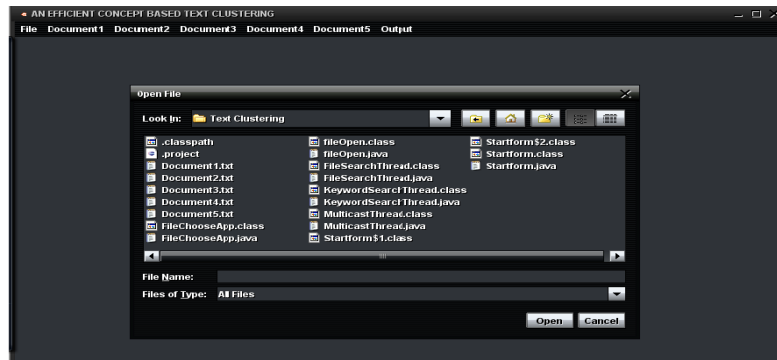 AN EFFICIENT CONCEPT BASED TEXT CLUSTERING
File Document1 Document2 Document3 Document4 Document5 Output
Open File
Look In: Text Clustering
.classpath
.project
Document1.txt
Document2.txt
Document3.txt
Document4.txt
Document5.txt
FileChooseApp.class
FileChooseApp.java
fileOpen.class
fileOpen.java
FileSearchThread.class
FileSearchThread.java
KeywordSearchThread.class
KeywordSearchThread.java
MulticastThread.class
MulticastThread.java
Startform$1.class
Startform$2.class
Startform.class
Startform.java
File Name:
Files of Type: All Files
Open Cancel